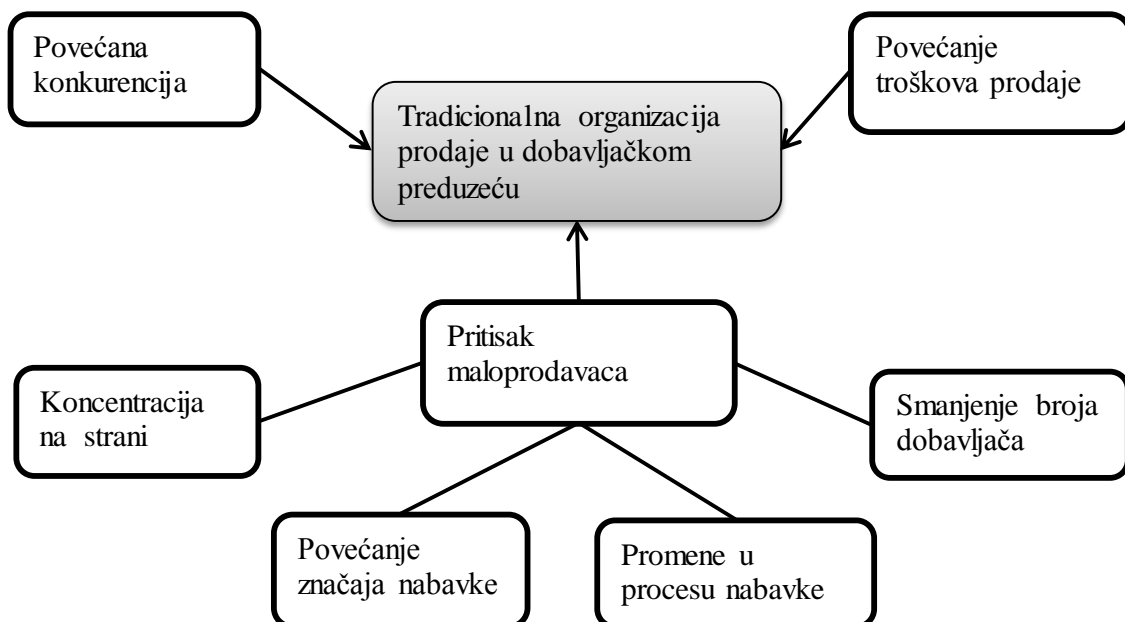 Povećana
konkurencija
Povećanje
troškova prodaje
Tradicionalna organizacija
prodaje u dobavljačkom
preduzeću
Pritisak
maloprodavaca
Koncentracija
na strani
Smanjenje broja
dobavljača
Povećanje
značaja nabavke
Promene u
procesu nabavke